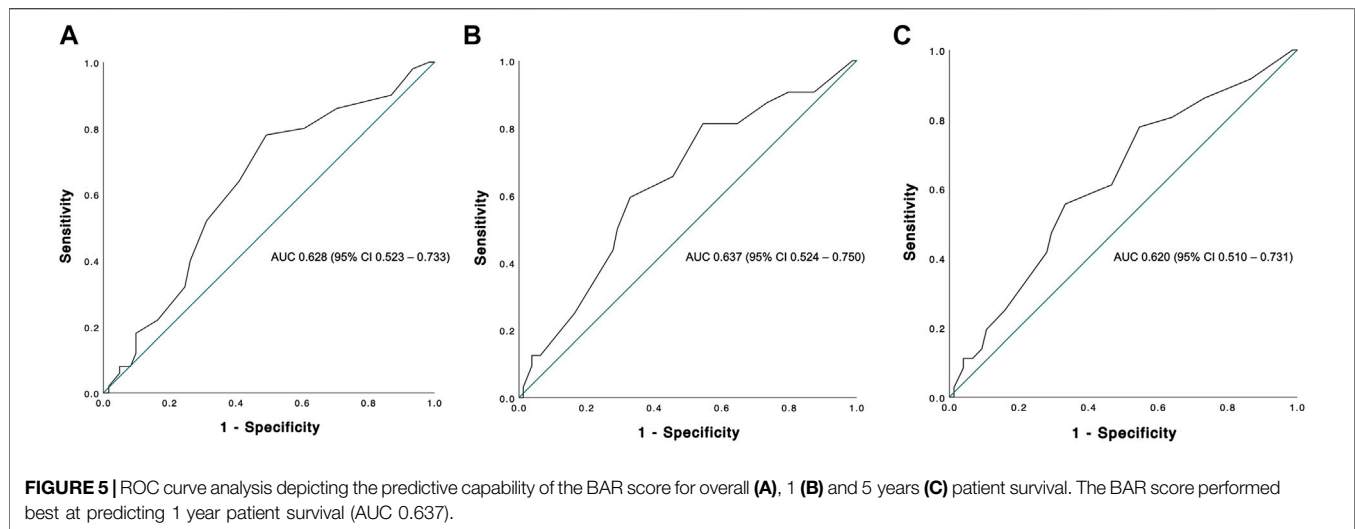 A
B
C
1.0
0.8
0.6
0.4
0.2
0.0
Sensitivity
AUC 0.628 (95% CI 0.523 – 0.733)
0.0 0.2 0.4 0.6 0.8 1.0
1 - Specificity
1.0
0.8
0.6
0.4
0.2
0.0
Sensitivity
AUC 0.637 (95% CI 0.524 – 0.750)
0.0 0.2 0.4 0.6 0.8 1.0
1 - Specificity
1.0
0.8
0.6
0.4
0.2
0.0
Sensitivity
AUC 0.620 (95% CI 0.510 – 0.731)
0.0 0.2 0.4 0.6 0.8 1.0
1 - Specificity
FIGURE 5 | ROC curve analysis depicting the predictive capability of the BAR score for overall (A), 1 (B) and 5 years (C) patient survival. The BAR score performed
best at predicting 1 year patient survival (AUC 0.637).